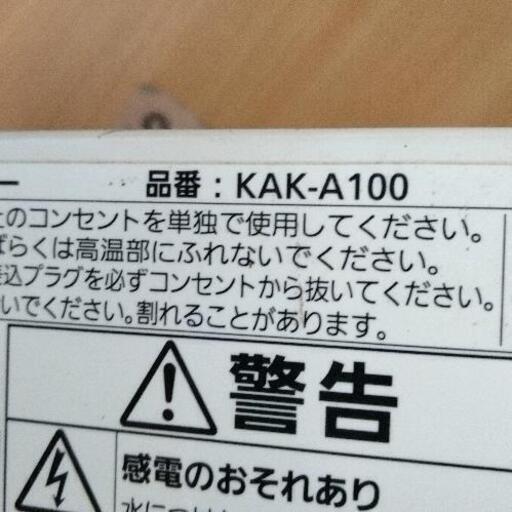 品番：KAK-A100
のコンセントを単独で使用してください。
らくは高温部にふれないでください。
込プラグを必ずコンセントから抜いてください。
いでください。割れることがあります。
警告
感電のおそれあり
水に